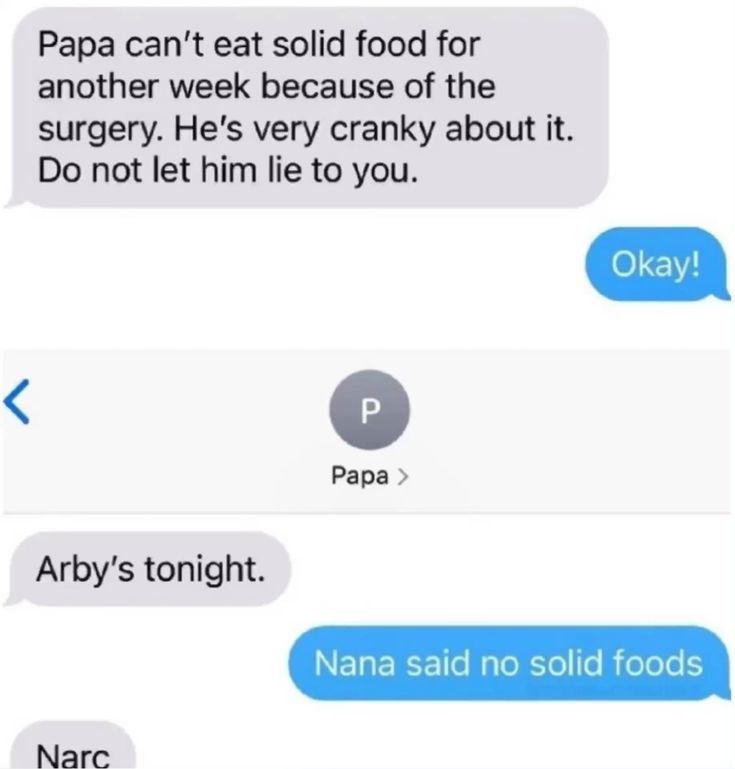 Papa can't eat solid food for
another week because of the
surgery. He's very cranky about it.
Do not let him lie to you.
Okay!
P
Papa >
Arby's tonight.
Nana said no solid foods
Narc